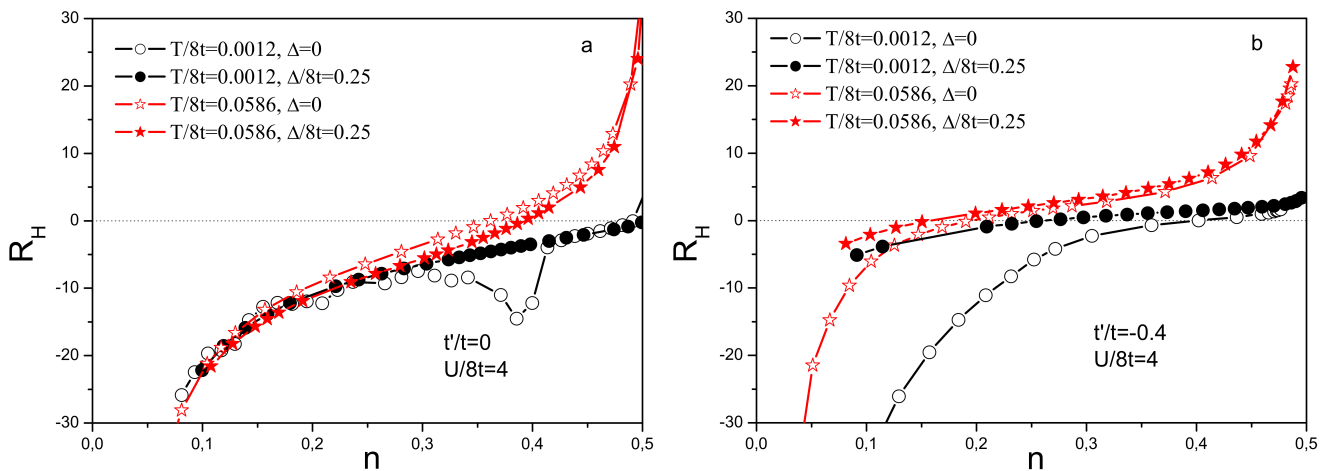 30
20
10
0
-10
-20
-30
R_H
T/8t=0.0012, Δ=0
T/8t=0.0012, Δ/8t=0.25
T/8t=0.0586, Δ=0
T/8t=0.0586, Δ/8t=0.25
a
t'/t=0
U/8t=4
0,0 0,1 0,2 0,3 0,4 0,5
n
30
20
10
0
-10
-20
-30
R_H
T/8t=0.0012, Δ=0
T/8t=0.0012, Δ/8t=0.25
T/8t=0.0586, Δ=0
T/8t=0.0586, Δ/8t=0.25
b
t'/t=-0.4
U/8t=4
0,0 0,1 0,2 0,3 0,4 0,5
n